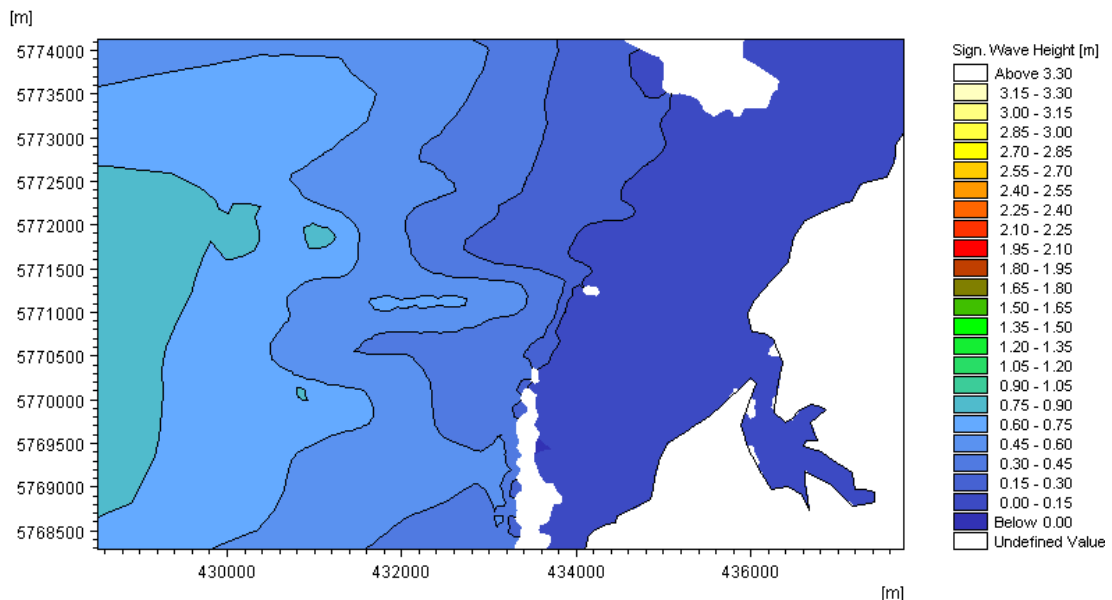 [m]
5774000
5773500
5773000
5772500
5772000
5771500
5771000
5770500
5770000
5769500
5769000
5768500
430000 432000 434000 436000
[m]
Sign. Wave Height [m]
Above 3.30
3.15 - 3.30
3.00 - 3.15
2.85 - 3.00
2.70 - 2.85
2.55 - 2.70
2.40 - 2.55
2.25 - 2.40
2.10 - 2.25
1.95 - 2.10
1.80 - 1.95
1.65 - 1.80
1.50 - 1.65
1.35 - 1.50
1.20 - 1.35
1.05 - 1.20
0.90 - 1.05
0.75 - 0.90
0.60 - 0.75
0.45 - 0.60
0.30 - 0.45
0.15 - 0.30
0.00 - 0.15
Below 0.00
Undefined Value